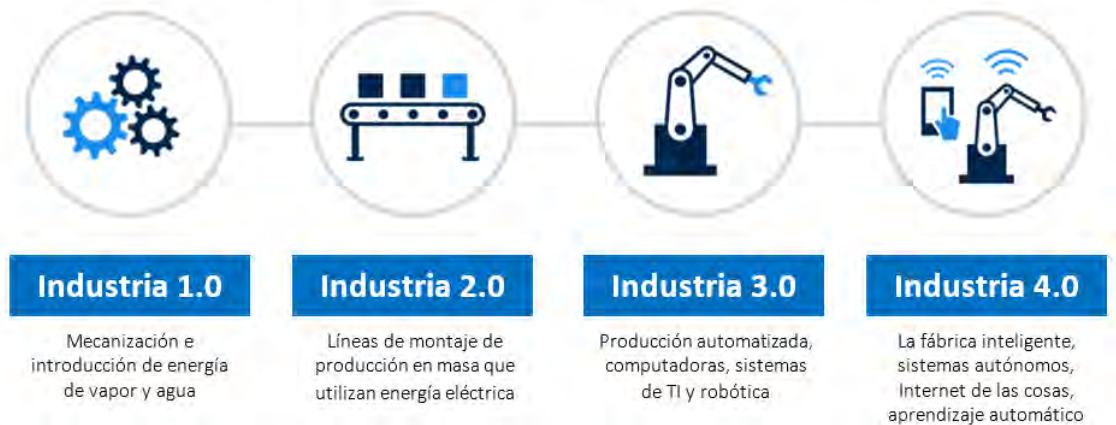 Industria 1.0
Mecanización e
introducción de energía
de vapor y agua
Industria 2.0
Líneas de montaje de
producción en masa que
utilizan energía eléctrica
Industria 3.0
Producción automatizada,
computadoras, sistemas
de TI y robótica
Industria 4.0
La fábrica inteligente,
sistemas autónomos,
Internet de las cosas,
aprendizaje automático